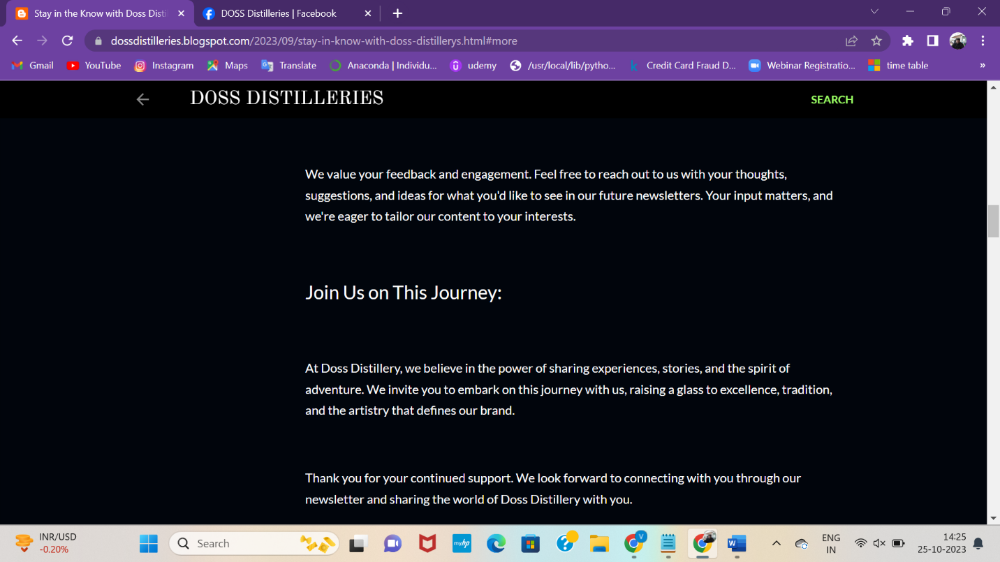 Stay in the Know with Doss Disti
DOSS Distilleries | Facebook
dossdistilleries.blogspot.com/2023/09/stay-in-know-with-doss-distillerys.html#more
Gmail YouTube Instagram Maps Translate Anaconda | Individu... udemy /usr/local/lib/pytho... Credit Card Fraud D... Webinar Registratio... time table »
DOSS DISTILLERIES
SEARCH
We value your feedback and engagement. Feel free to reach out to us with your thoughts,
suggestions, and ideas for what you'd like to see in our future newsletters. Your input matters, and
we're eager to tailor our content to your interests.
Join Us on This Journey:
At Doss Distillery, we believe in the power of sharing experiences, stories, and the spirit of
adventure. We invite you to embark on this journey with us, raising a glass to excellence, tradition,
and the artistry that defines our brand.
Thank you for your continued support. We look forward to connecting with you through our
newsletter and sharing the world of Doss Distillery with you.
INR/USD
-0.20%
Search
myhp
V
W
ENG
IN
14:25
25-10-2023